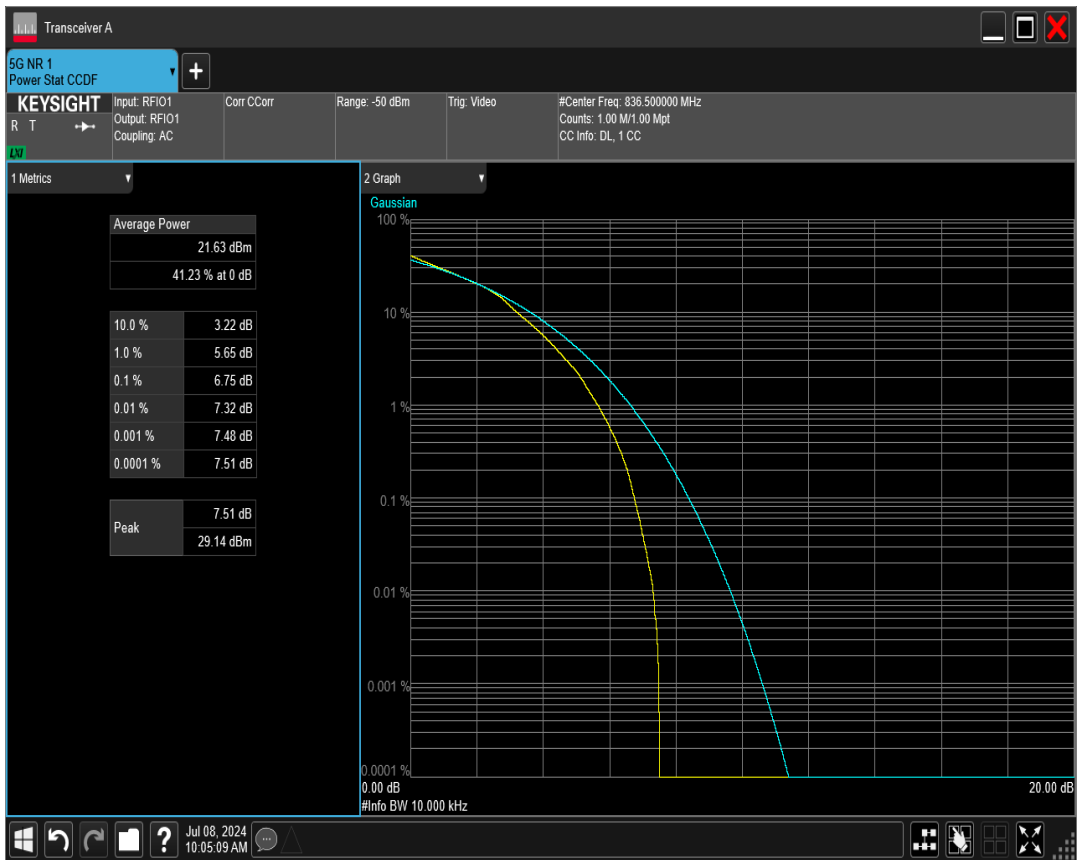 Transceiver A
5G NR 1
Power Stat CCDF
+
KEYSIGHT
R T
LXI
Input: RFIO1
Output: RFIO1
Coupling: AC
Corr CCorr
Range: -50 dBm
Trig: Video
#Center Freq: 836.500000 MHz
Counts: 1.00 M/1.00 Mpt
CC Info: DL, 1 CC
1 Metrics
Average Power
21.63 dBm
41.23 % at 0 dB
10.0 % 3.22 dB
1.0 % 5.65 dB
0.1 % 6.75 dB
0.01 % 7.32 dB
0.001 % 7.48 dB
0.0001 % 7.51 dB
Peak 7.51 dB
29.14 dBm
2 Graph
Gaussian
100 %
10 %
1 %
0.1 %
0.01 %
0.001 %
0.0001 %
0.00 dB 20.00 dB
#Info BW 10.000 kHz
?
Jul 08, 2024
10:05:09 AM